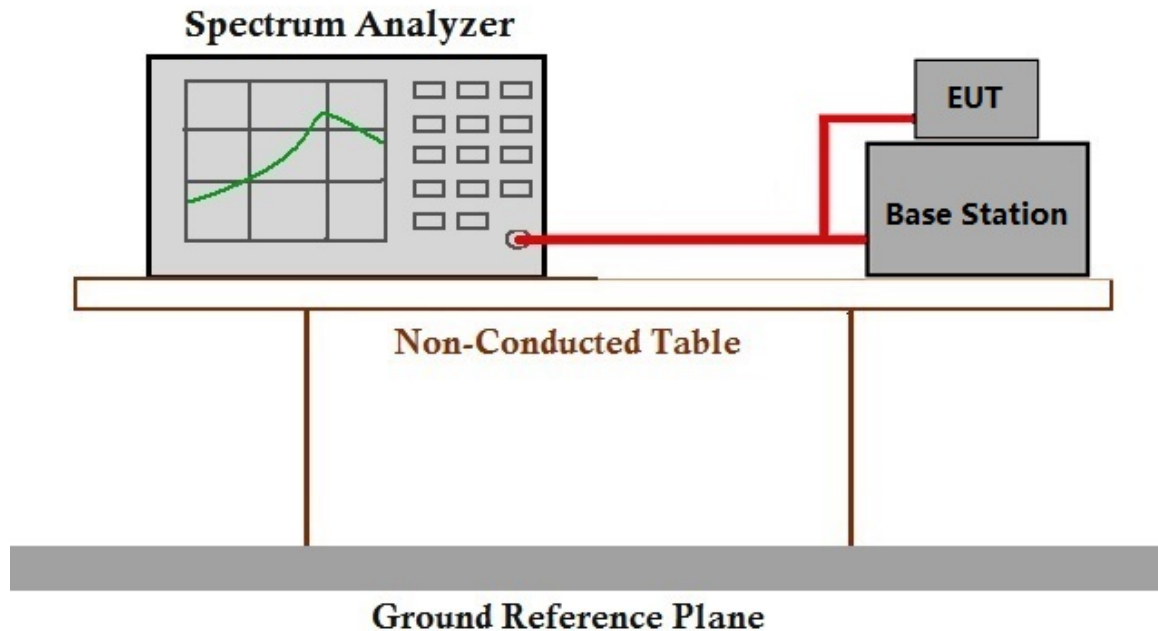 Spectrum Analyzer
EUT
Base Station
Non-Conducted Table
Ground Reference Plane